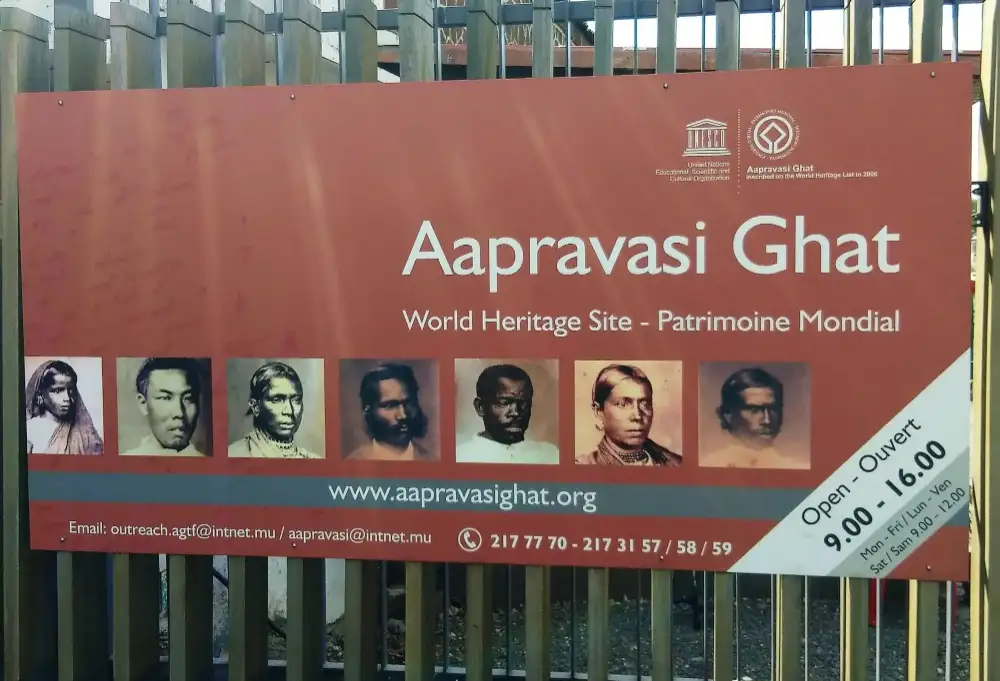 UNESCO
United Nations
Educational, Scientific and
Cultural Organization
Aapravasi Ghat
inscribed on the World Heritage List in 2006
Aapravasi Ghat
World Heritage Site - Patrimoine Mondial
www.aapravasighat.org
Email: outreach.agtf@intnet.mu / aapravasi@intnet.mu
217 77 70 - 217 31 57 / 58 / 59
Open - Ouvert
9.00 - 16.00
Mon - Fri / Lun - Ven
Sat / Sam 9.00 - 12.00